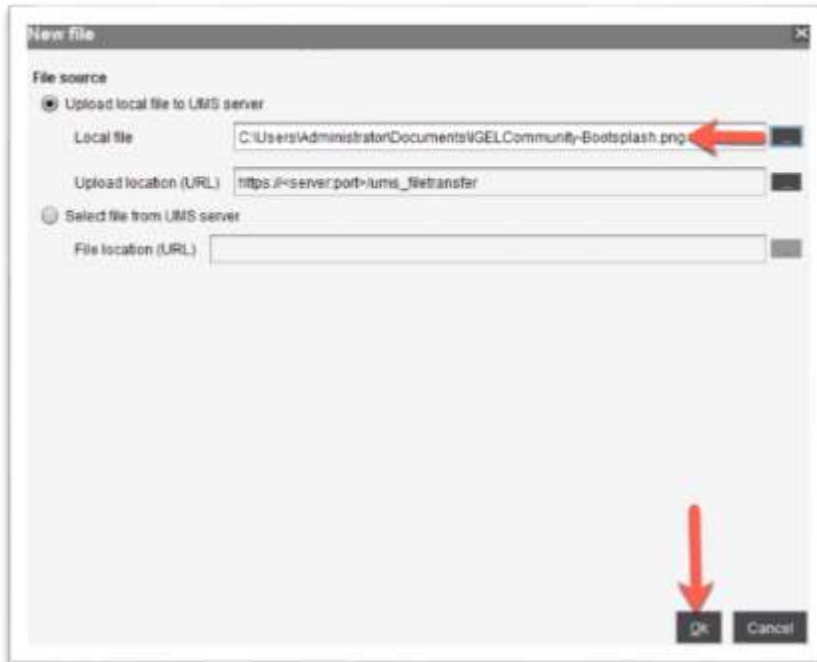 New file
File source
Upload local file to UMS server
Local file C:\Users\Administrator\Documents\IGELCommunity-Bootsplash.png
Upload location (URL) https://<server:port>/ums_filetransfer
Select file from UMS server
File location (URL)
Ok Cancel